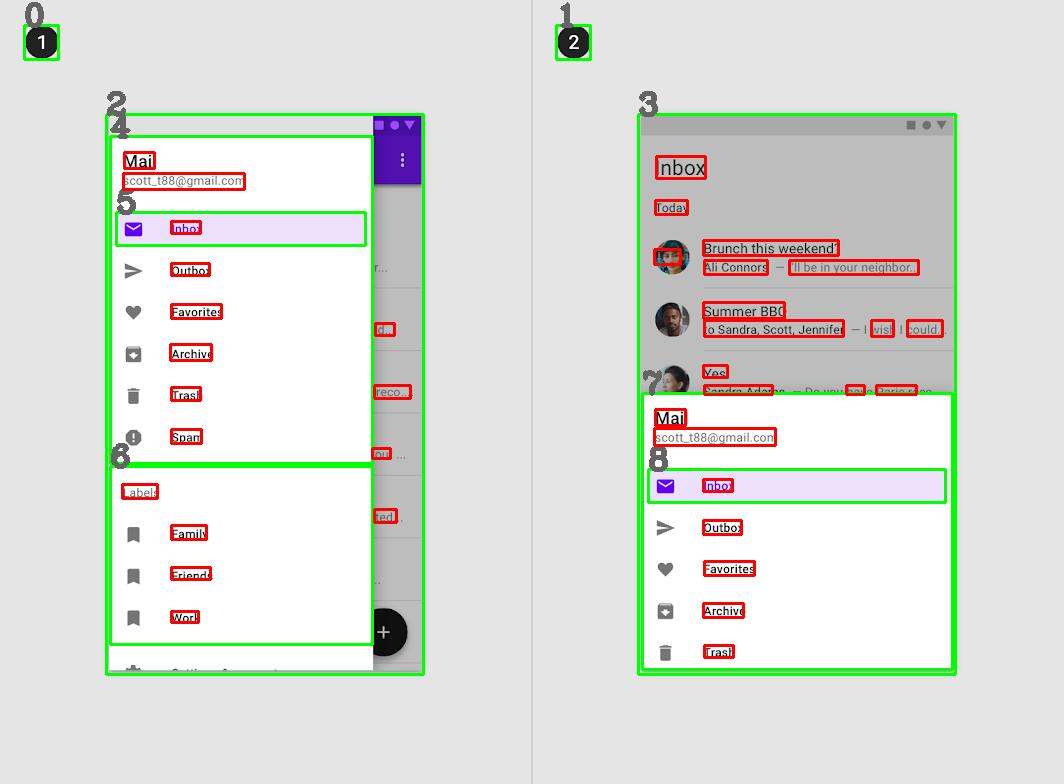 0
1
1
2
2
4
Mail
scott_t88@gmail.com
5
Inbox
Outbox
Favorites
r...
d...
Archive
Trash
reco...
Spam
...
6
Labels
ted...
Family
Friends
Work
3
Inbox
Today
Brunch this weekend?
Ali Connors — I'll be in your neighbor...
Summer BBQ
to Sandra, Scott, Jennifer — I wish I could...
Yes
Sandra Adams — Do you have Paris reco...
7
Mail
scott_t88@gmail.com
8
Inbox
Outbox
Favorites
Archive
Trash